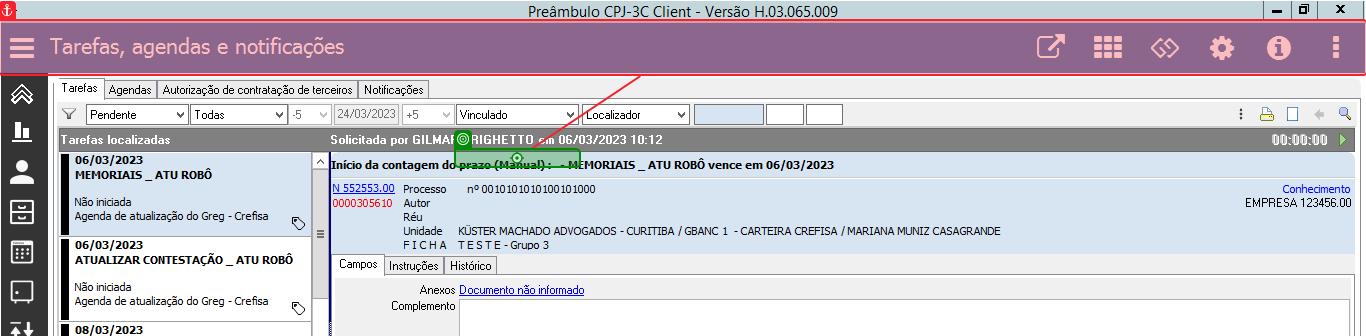 Preâmbulo CPJ-3C Client - Versão H.03.065.009
Tarefas, agendas e notificações
Tarefas Agendas Autorização de contratação de terceiros Notificações
Pendente Todas -5 24/03/2023 +5 Vinculado Localizador
Tarefas localizadas
Solicitada por GILMAR RIGHETTO em 06/03/2023 10:12 00:00:00
06/03/2023
MEMORIAIS _ ATU ROBÔ
Não iniciada
Agenda de atualização do Greg - Crefisa
06/03/2023
ATUALIZAR CONTESTAÇÃO _ ATU ROBÔ
Não iniciada
Agenda de atualização do Greg - Crefisa
08/03/2023
Início da contagem do prazo (Manual) : - MEMORIAIS _ ATU ROBÔ vence em 06/03/2023
N 552553.00 Processo nº 0010101010100101000 Conhecimento
0000305610 Autor EMPRESA 123456.00
Réu
Unidade KÜSTER MACHADO ADVOGADOS - CURITIBA / GBANC 1 - CARTEIRA CREFISA / MARIANA MUNIZ CASAGRANDE
F I C H A T E S T E - Grupo 3
Campos Instruções Histórico
Anexos Documento não informado
Complemento